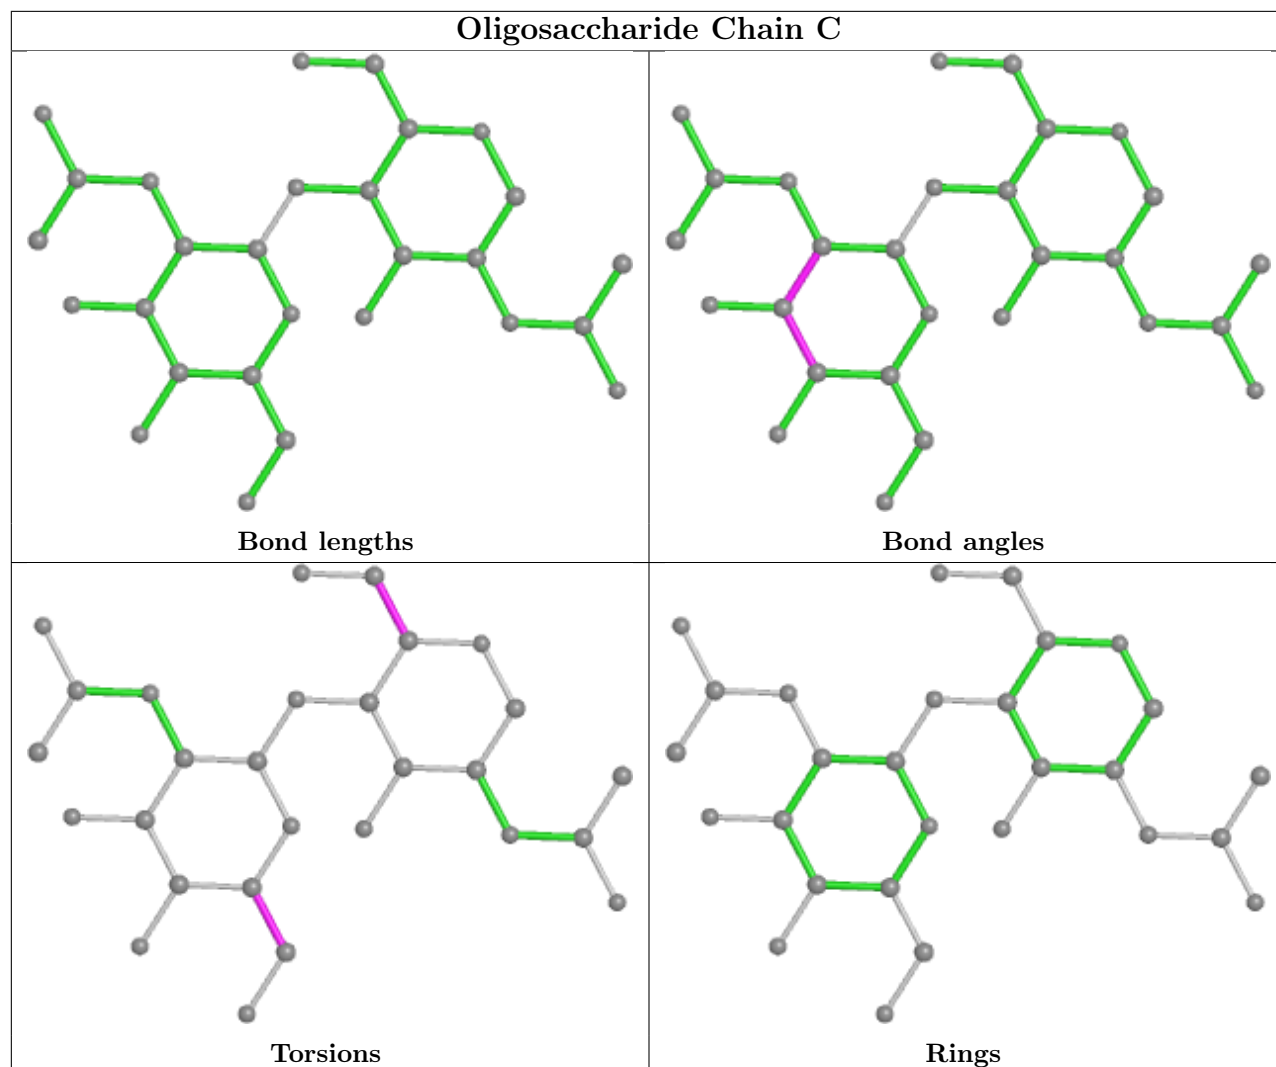 Oligosaccharide Chain C
Bond lengths
Bond angles
Torsions
Rings